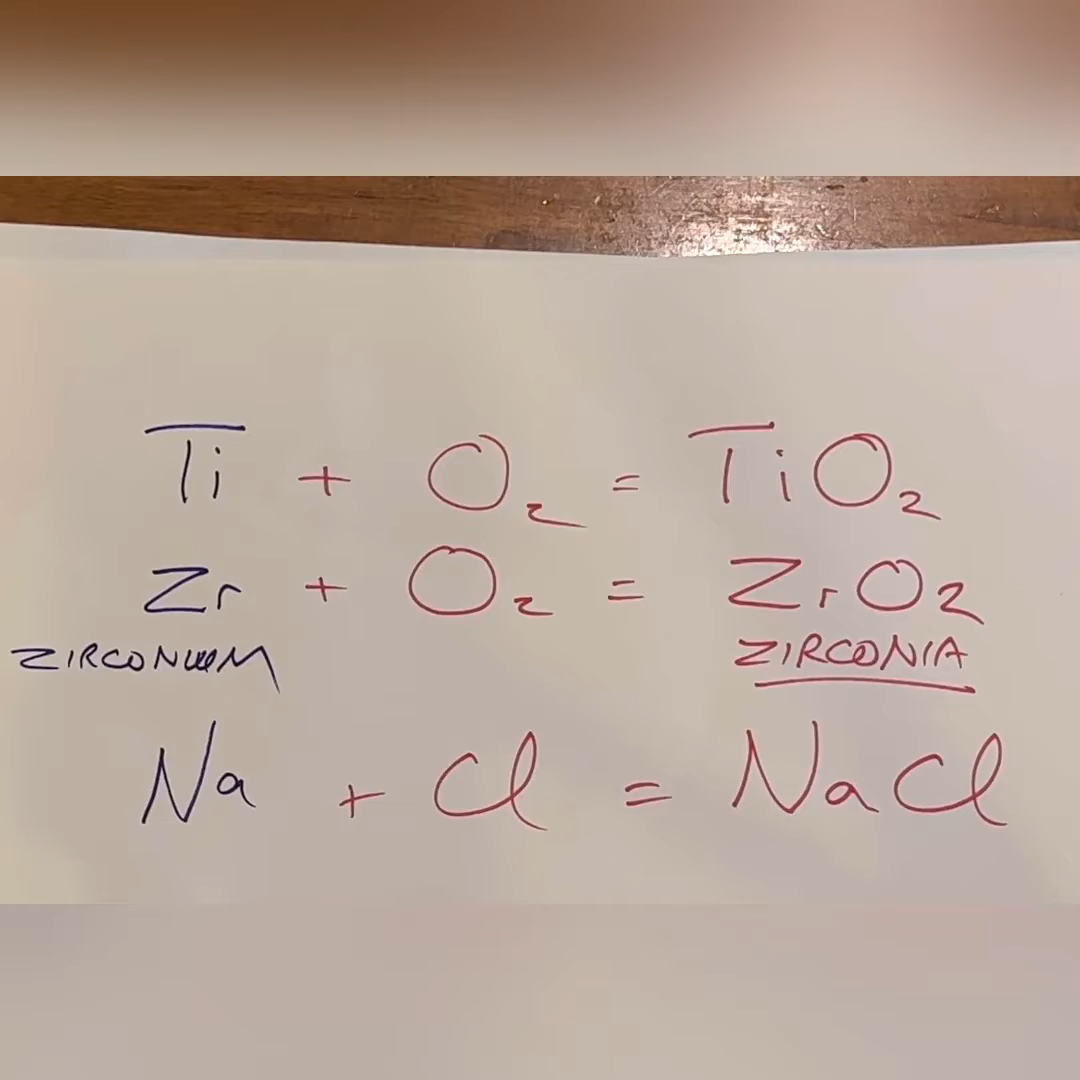 Ti + O₂ = TiO₂
Zr + O₂ = ZrO₂
ZIRCONIUM ZIRCONIA
Na + Cl = NaCl